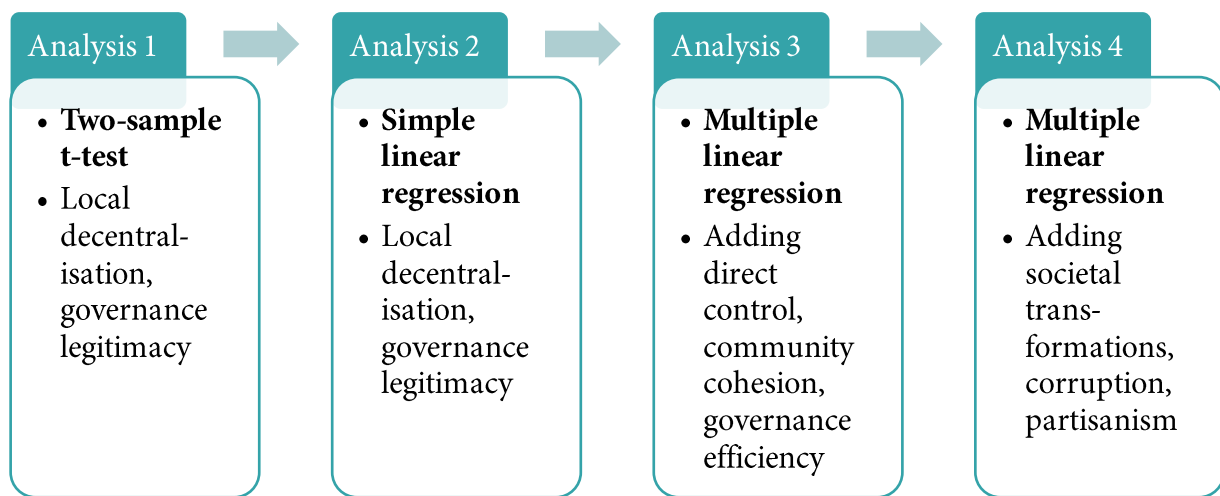 Analysis 1
• Two-sample
t-test
• Local
decentral-
isation,
governance
legitimacy
Analysis 2
• Simple
linear
regression
• Local
decentral-
isation,
governance
legitimacy
Analysis 3
• Multiple
linear
regression
• Adding
direct
control,
community
cohesion,
governance
efficiency
Analysis 4
• Multiple
linear
regression
• Adding
societal
trans-
formations,
corruption,
partisanism